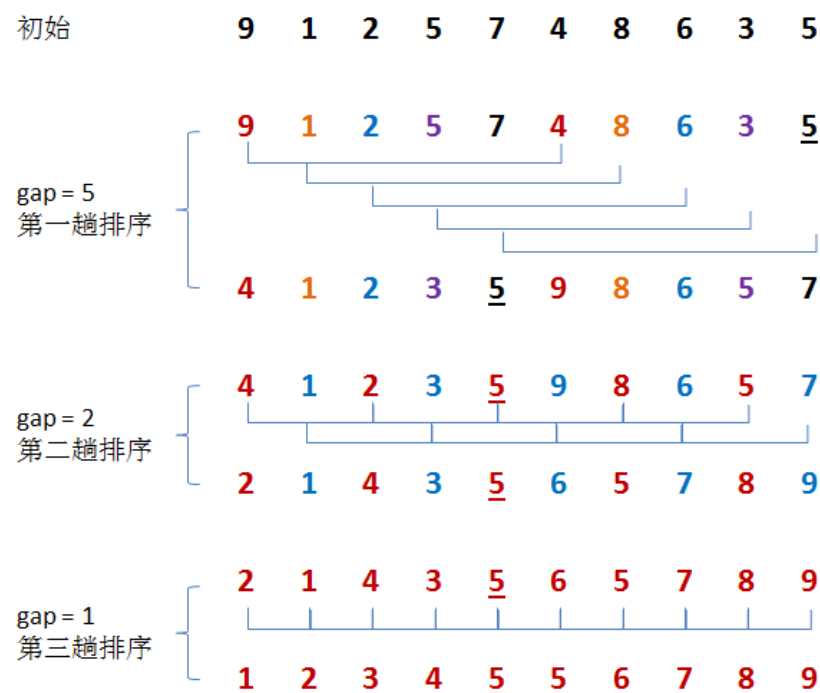 初始 9 1 2 5 7 4 8 6 3 5
9 1 2 5 7 4 8 6 3 5
gap = 5
第一趟排序
4 1 2 3 5 9 8 6 5 7
4 1 2 3 5 9 8 6 5 7
gap = 2
第二趟排序
2 1 4 3 5 6 5 7 8 9
2 1 4 3 5 6 5 7 8 9
gap = 1
第三趟排序
1 2 3 4 5 5 6 7 8 9